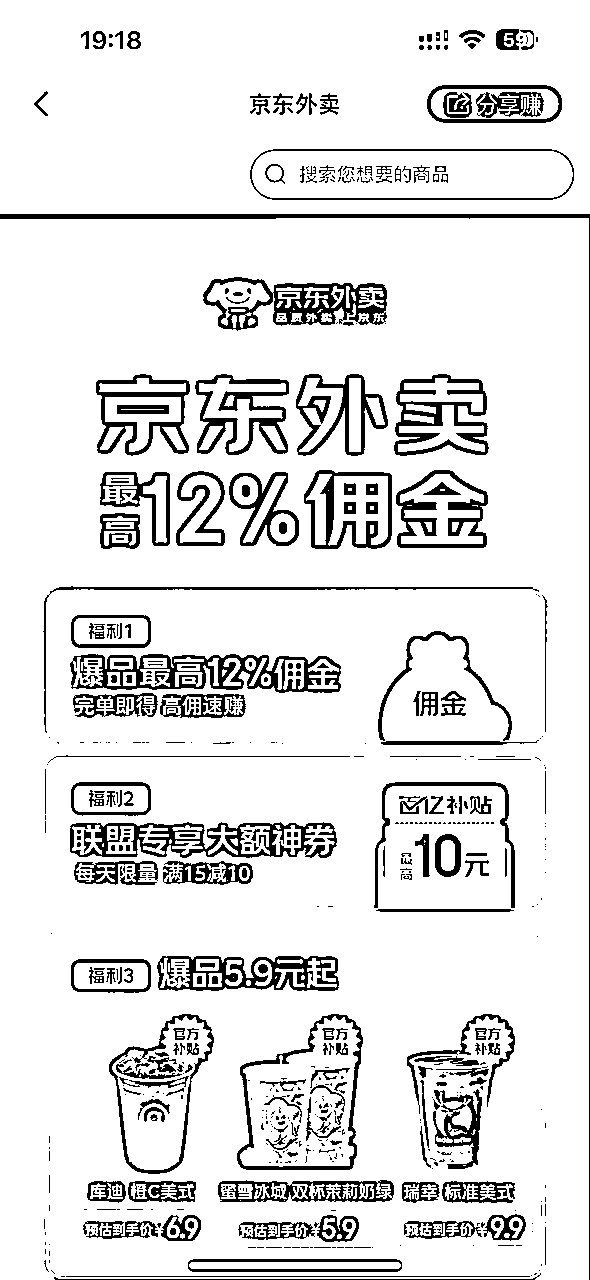 19:18
59
京东外卖
分享赚
搜索您想要的商品
京东外卖
品质外卖上京东
京东外卖
最高12%佣金
福利1
爆品最高12%佣金
完单即得 高佣速赚
佣金
福利2
联盟专享大额神券
每天限量 满15减10
百亿补贴
最高10元
福利3 爆品5.9元起
官方补贴
官方补贴
官方补贴
库迪 橙C美式
蜜雪冰城 双杯茉莉奶绿
瑞幸 标准美式
预估到手价¥6.9
预估到手价¥5.9
预估到手价¥9.9